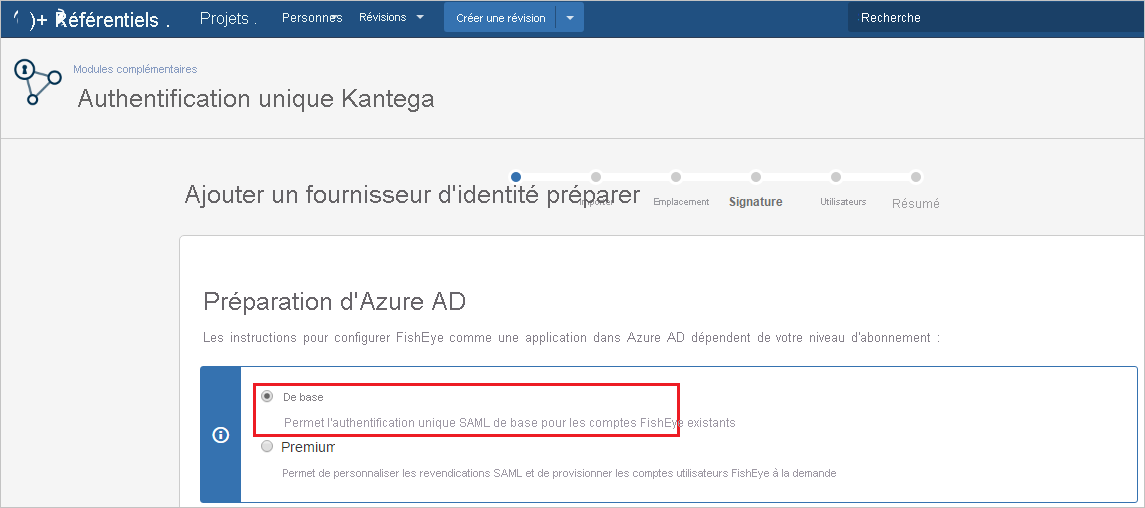 )+ Référentiels . Projets . Personnes Révisions Créer une révision Recherche
Modules complémentaires
Authentification unique Kantega
Ajouter un fournisseur d'identité préparer
Importer Emplacement Signature Utilisateurs Résumé
Préparation d'Azure AD
Les instructions pour configurer FishEye comme une application dans Azure AD dépendent de votre niveau d'abonnement :
De base
Permet l'authentification unique SAML de base pour les comptes FishEye existants
Premium
Permet de personnaliser les revendications SAML et de provisionner les comptes utilisateurs FishEye à la demande